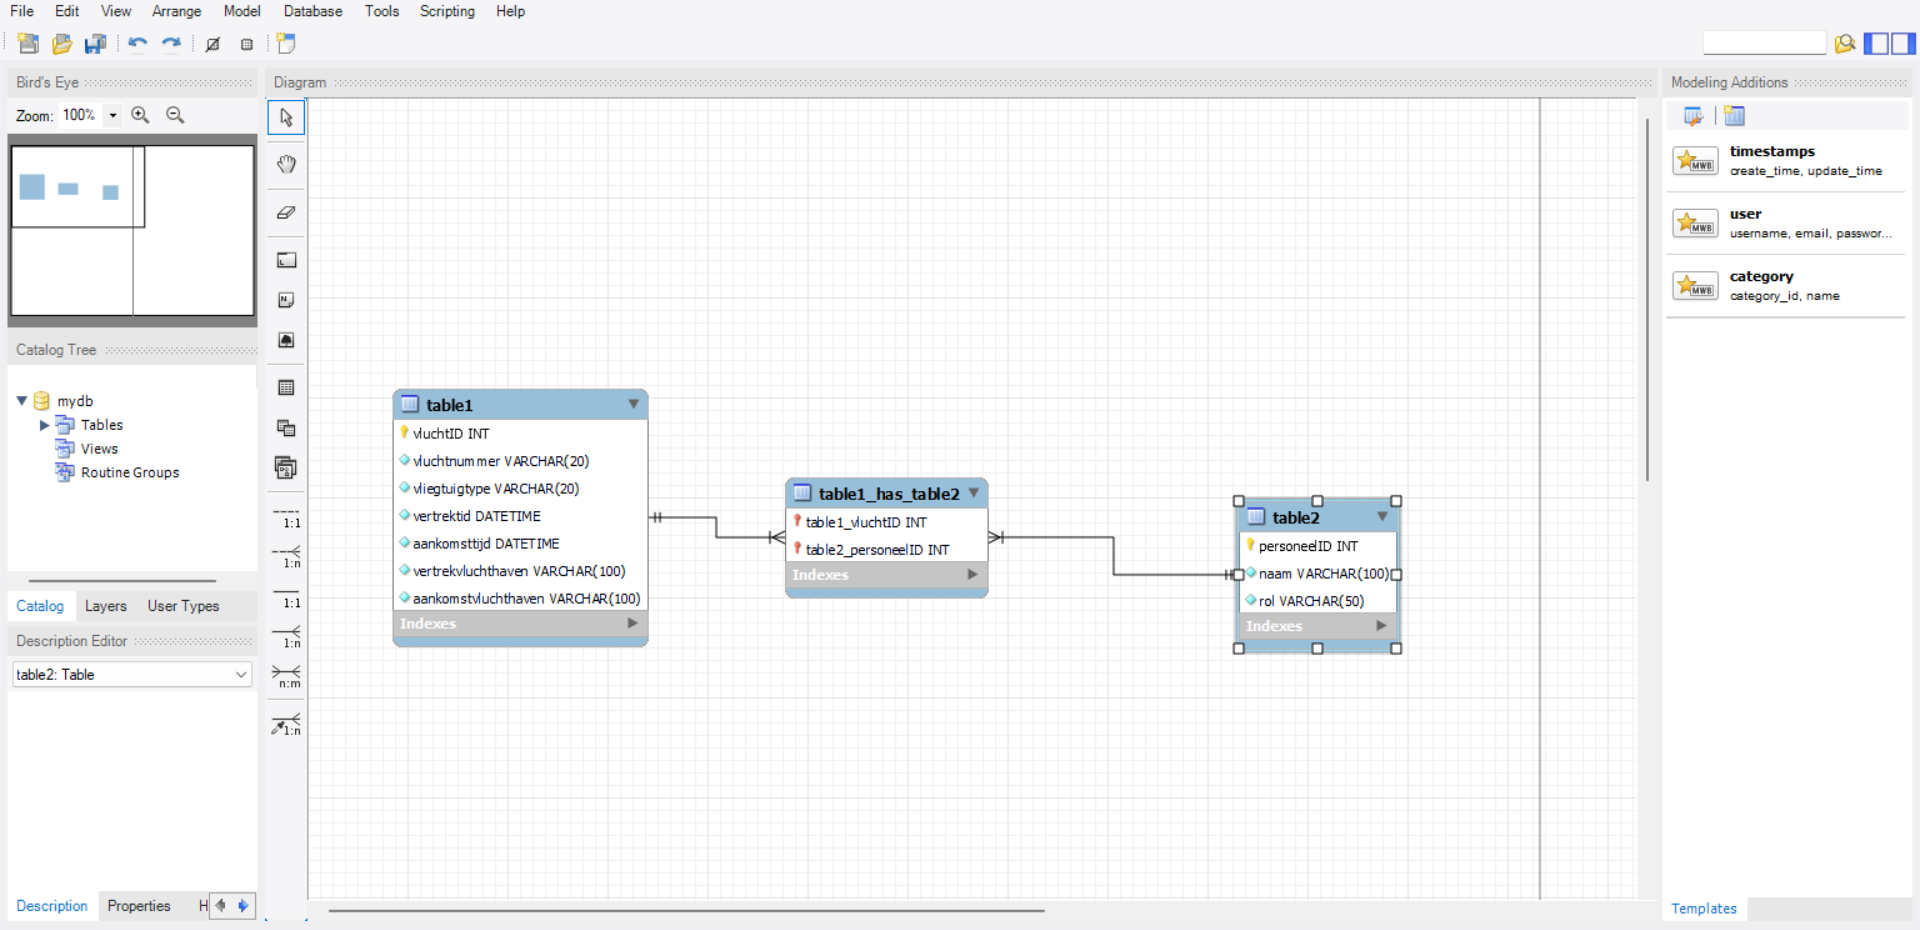 File Edit View Arrange Model Database Tools Scripting Help
Bird's Eye
Zoom: 100%
Catalog Tree
mydb
Tables
Views
Routine Groups
Catalog Layers User Types
Description Editor
table2: Table
Description Properties H
Diagram
L
N
1:1
1:n
1:1
1:n
n:m
1:n
table1
vluchtID INT
vluchtnummer VARCHAR(20)
vliegtuigtype VARCHAR(20)
vertrektid DATETIME
aankomsttijd DATETIME
vertrekvluchthaven VARCHAR(100)
aankomstvluchthaven VARCHAR(100)
Indexes
table1_has_table2
table1_vluchtID INT
table2_personeelID INT
Indexes
table2
personeelID INT
naam VARCHAR(100)
rol VARCHAR(50)
Indexes
Modeling Additions
MWB
timestamps
create_time, update_time
MWB
user
username, email, passwor...
MWB
category
category_id, name
Templates